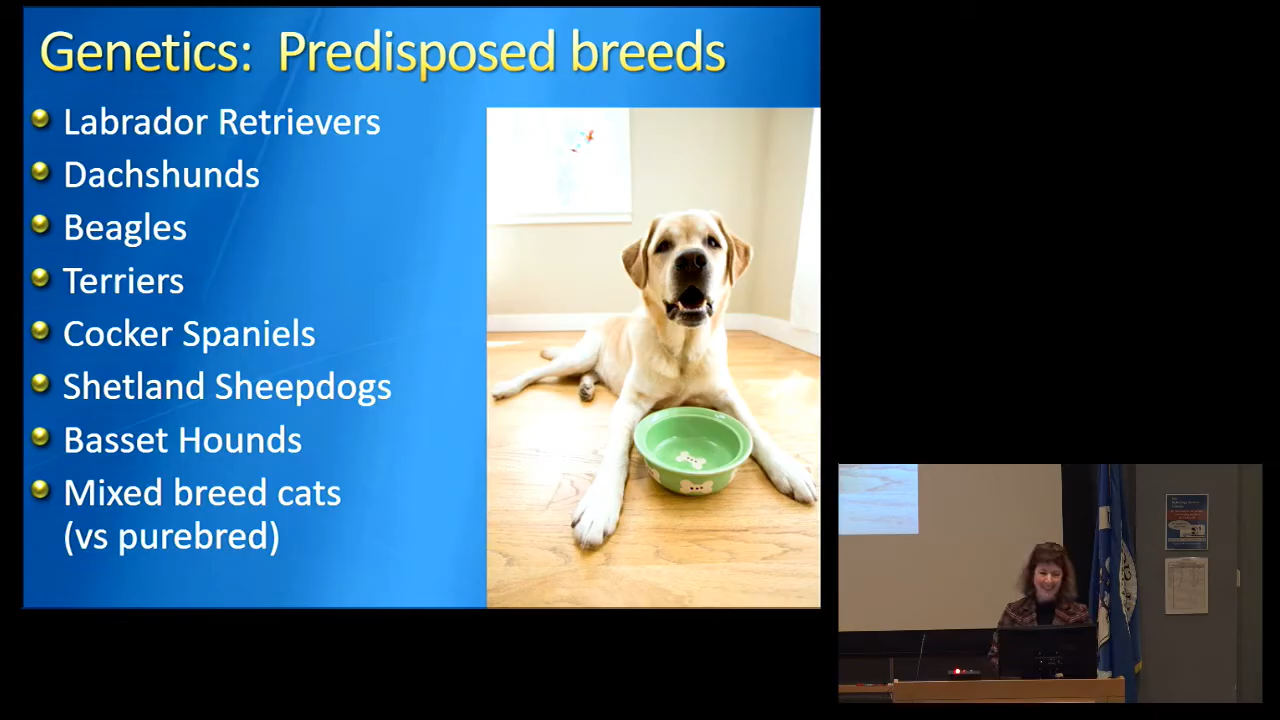 Genetics: Predisposed breeds
Labrador Retrievers
Dachshunds
Beagles
Terriers
Cocker Spaniels
Shetland Sheepdogs
Basset Hounds
Mixed breed cats
(vs purebred)